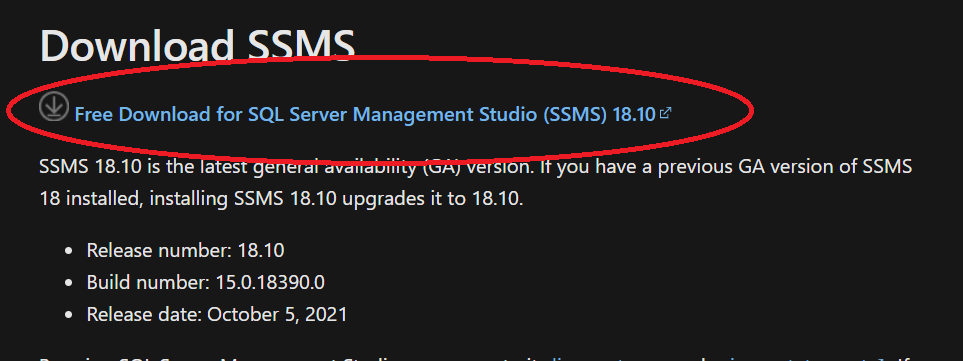 Download SSMS
Free Download for SQL Server Management Studio (SSMS) 18.10
SSMS 18.10 is the latest general availability (GA) version. If you have a previous GA version of SSMS
18 installed, installing SSMS 18.10 upgrades it to 18.10.
• Release number: 18.10
• Build number: 15.0.18390.0
• Release date: October 5, 2021